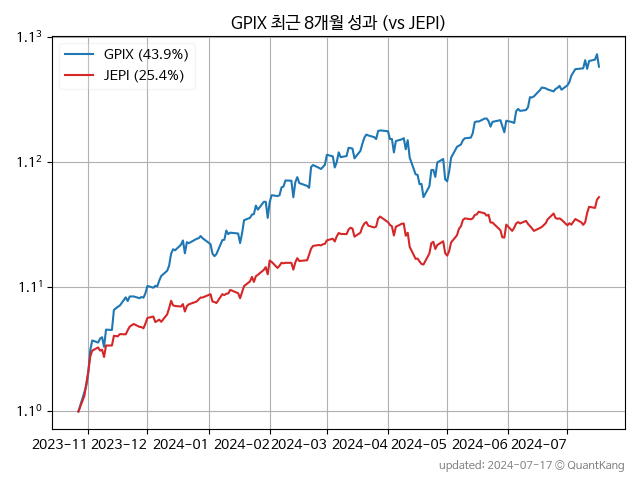 GPIX 최근 8개월 성과 (vs JEPI)
GPIX (43.9%)
JEPI (25.4%)
1.1³
1.1²
1.1¹
1.1⁰
2023-11 2023-12 2024-01 2024-02 2024-03 2024-04 2024-05 2024-06 2024-07
updated: 2024-07-17 © QuantKang